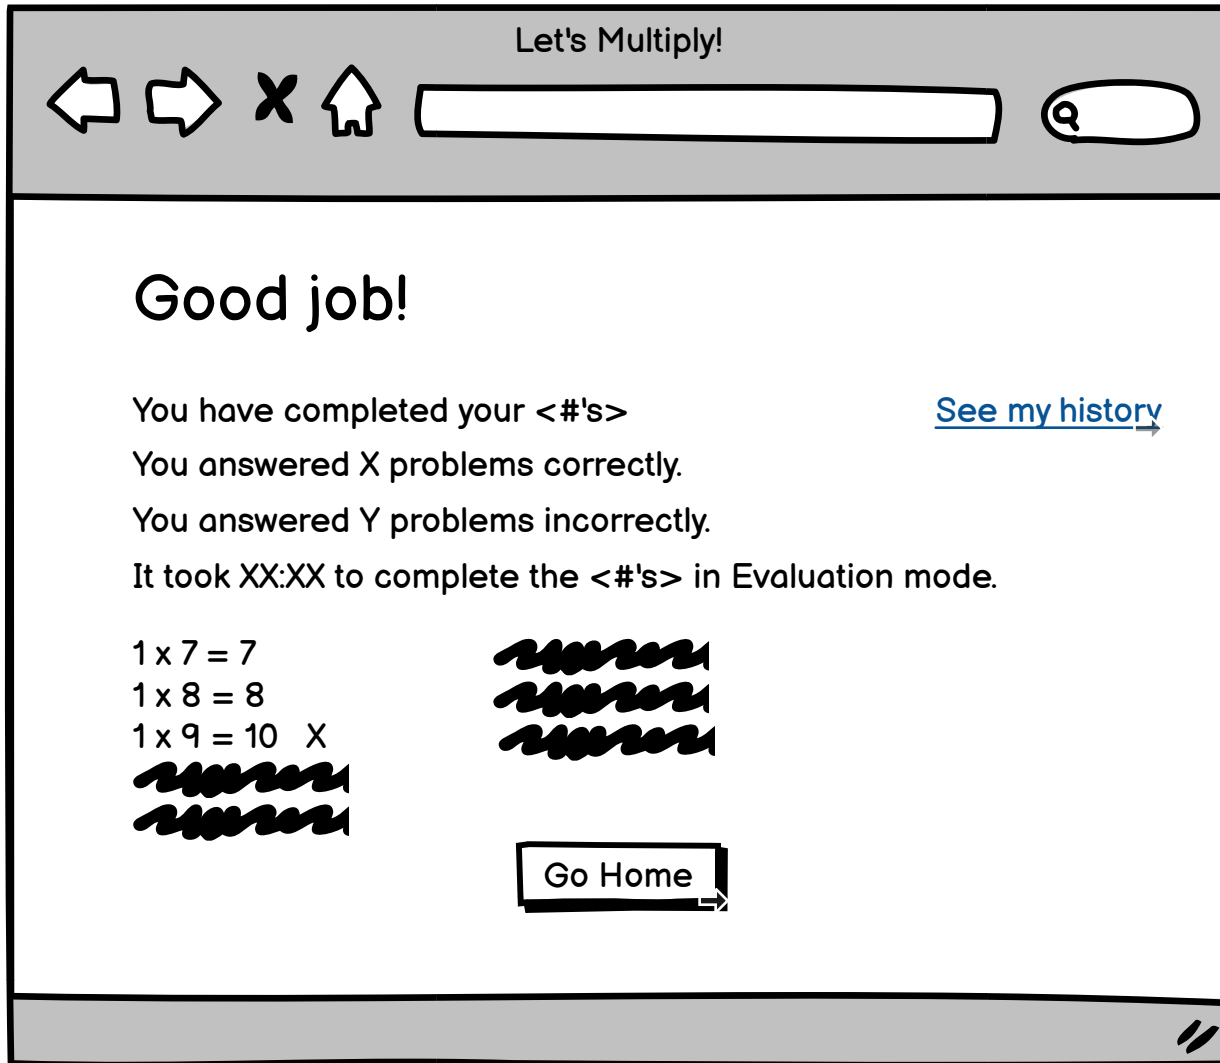 Let's Multiply!
Good job!
You have completed your <#'s>
See my history
You answered X problems correctly.
You answered Y problems incorrectly.
It took XX:XX to complete the <#'s> in Evaluation mode.
1 x 7 = 7
1 x 8 = 8
1 x 9 = 10 X
Go Home